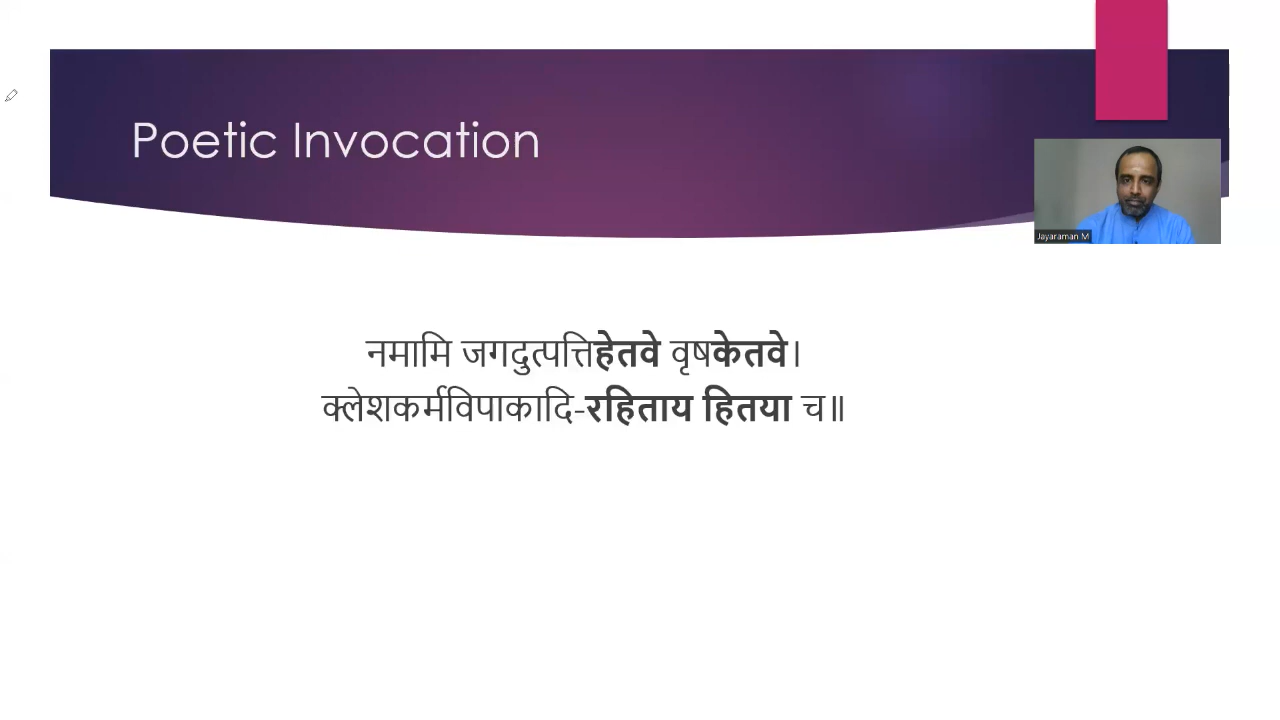 Poetic Invocation
Jayaraman M
नमामि जगदुत्पत्तिहेतवे वृषकेतवे।
क्लेशकर्मविपाकादि-रहिताय हितया च॥